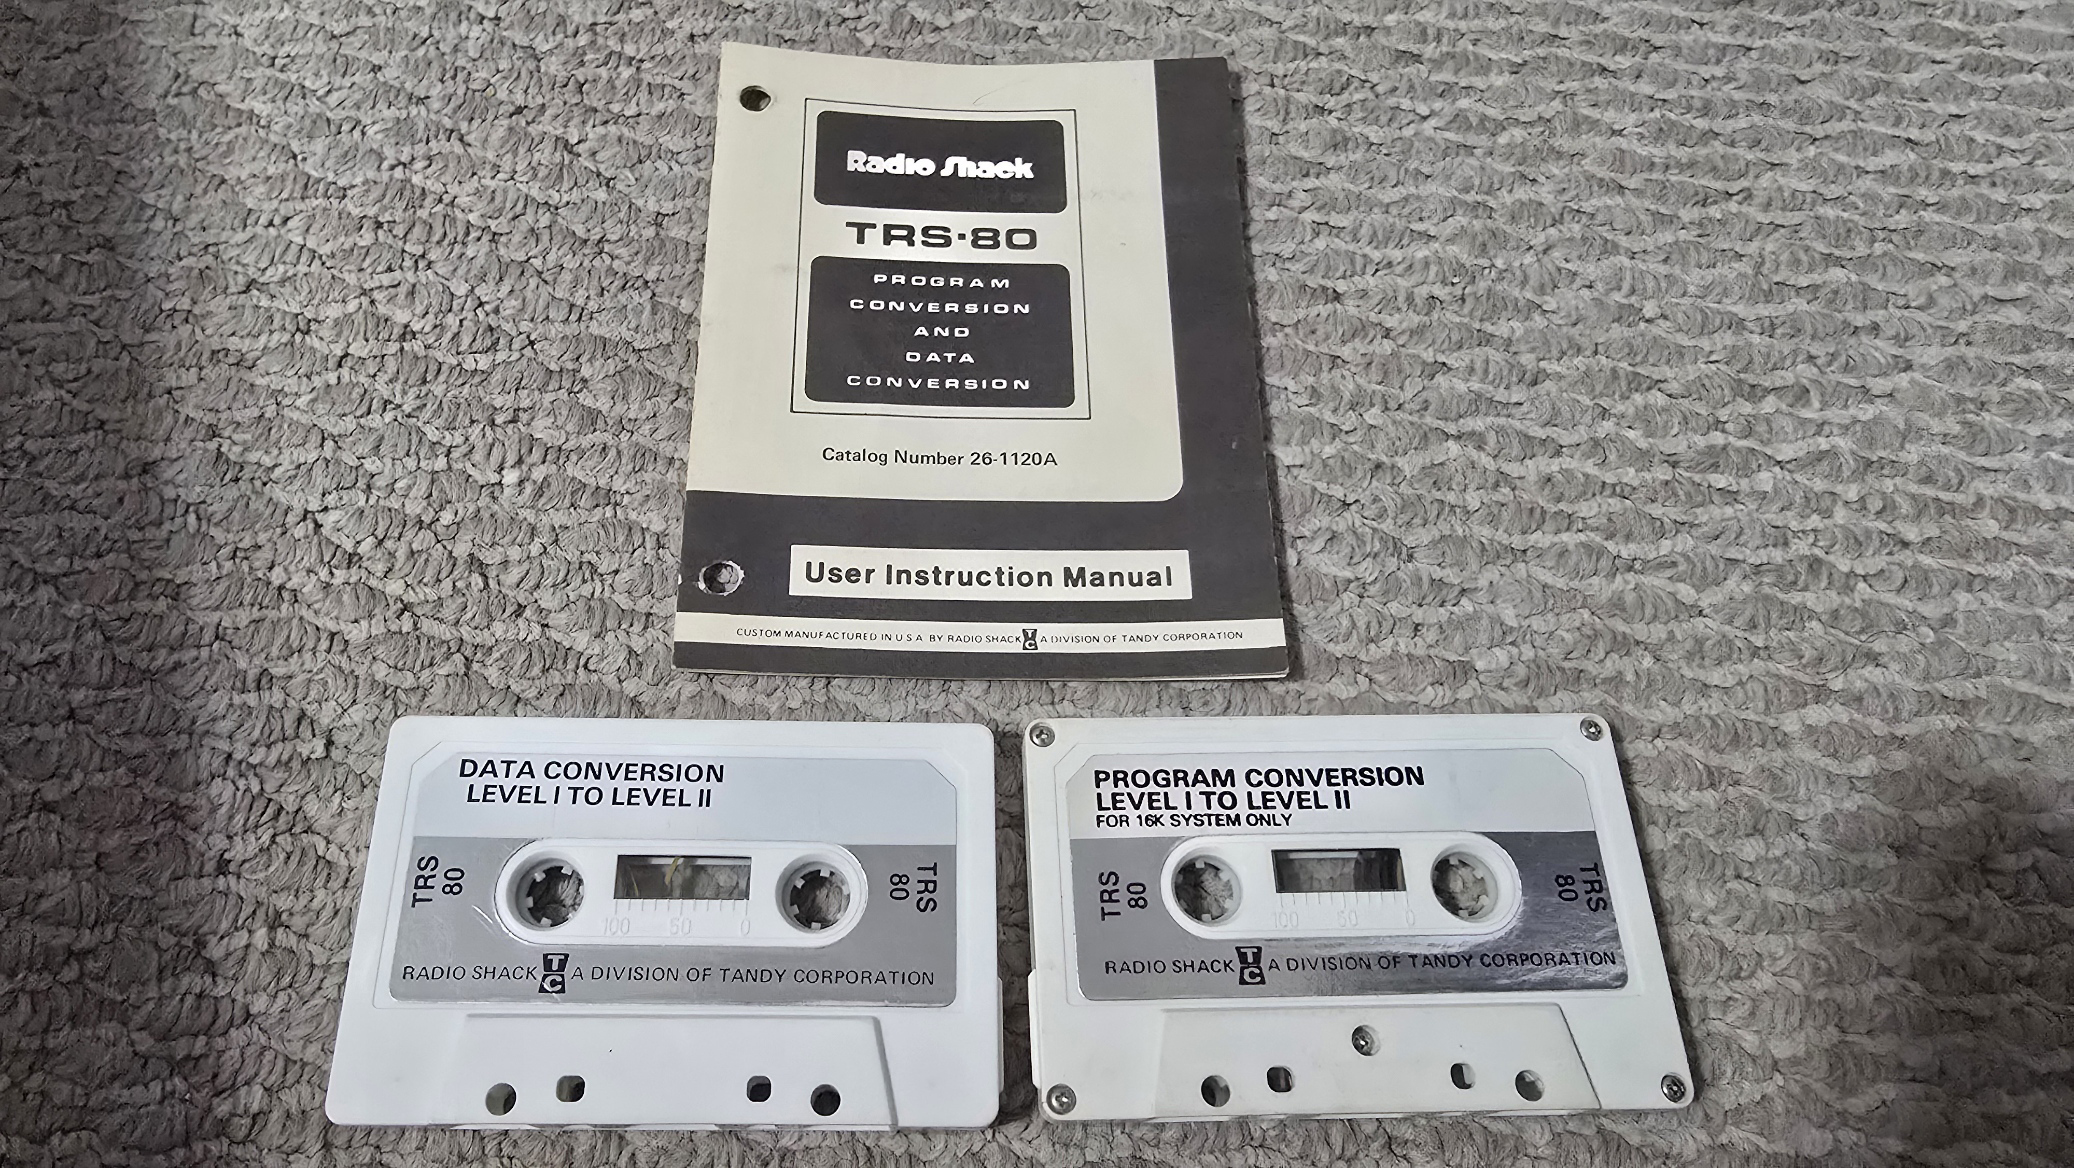 Radio Shack
TRS-80
PROGRAM
CONVERSION
AND
DATA
CONVERSION
Catalog Number 26-1120A
User Instruction Manual
CUSTOM MANUFACTURED IN U S A BY RADIO SHACK TC A DIVISION OF TANDY CORPORATION
DATA CONVERSION
LEVEL I TO LEVEL II
TRS
80
TRS
80
100 50 0
RADIO SHACK TC A DIVISION OF TANDY CORPORATION
PROGRAM CONVERSION
LEVEL I TO LEVEL II
FOR 16K SYSTEM ONLY
TRS
80
TRS
80
100 50 0
RADIO SHACK TC A DIVISION OF TANDY CORPORATION